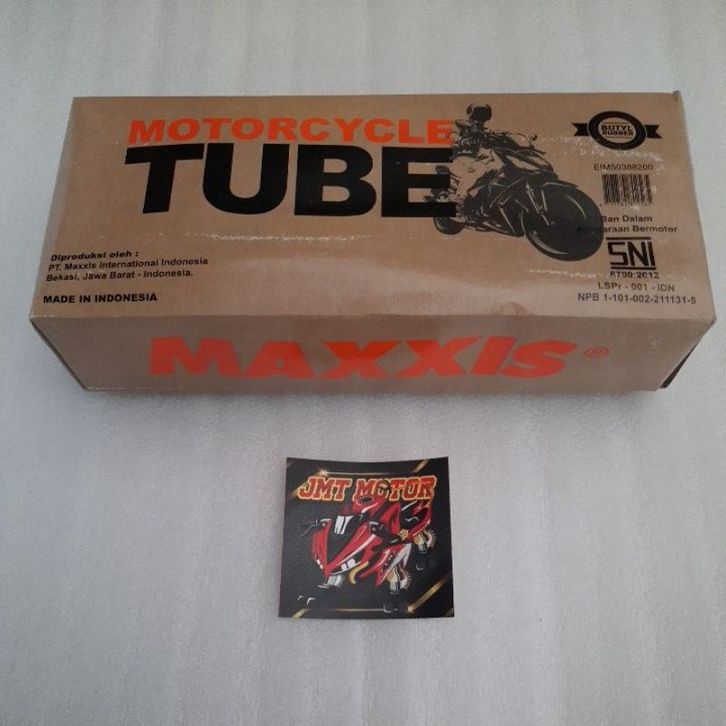 MOTORCYCLE
TUBE
BUTYL
RUBBER
EIM50388200
Ban Dalam
Kendaraan Bermotor
SNI
6700:2012
LSPr - 001 - IDN
NPB 1-101-002-211131-5
Diproduksi oleh :
PT. Maxxis International Indonesia
Bekasi, Jawa Barat - Indonesia.
MADE IN INDONESIA
MAXXIS ®
JMT MOTOR